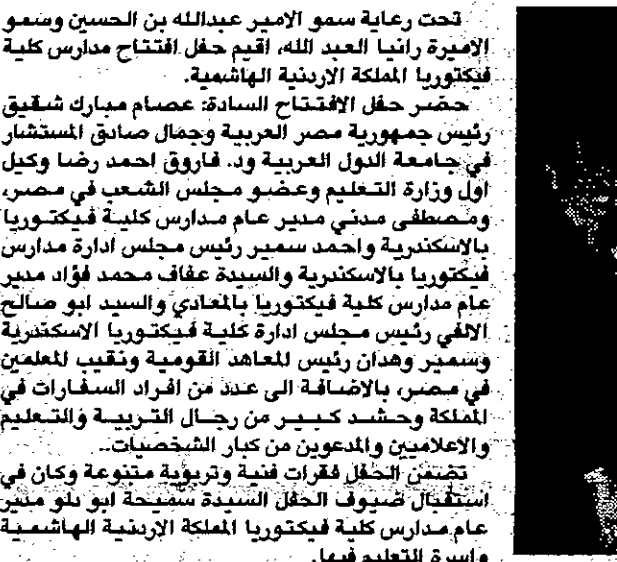 تحت رعاية سمو الامير عبدالله بن الحسين وسمو
الاميرة رانيا العبد الله، اقيم حفل افتتاح مدارس كلية
فيكتوريا المملكة الاردنية الهاشمية.
حضر حفل الافتتاح السادة: عصام مبارك شقيق
رئيس جمهورية مصر العربية وجمال صادق المستشار
في جامعة الدول العربية ود. فاروق احمد رضا وكيل
اول وزارة التعليم وعضو مجلس الشعب في مصر،
ومصطفى مدني مدير عام مدارس كلية فيكتوريا
بالاسكندرية واحمد سمير رئيس مجلس ادارة مدارس
فيكتوريا بالاسكندرية والسيدة عفاف محمد فؤاد مدير
عام مدارس كلية فيكتوريا بالمعادي والسيد ابو صالح
الالفي رئيس مجلس ادارة كلية فيكتوريا الاسكندرية
وسمير وهدان رئيس المعاهد القومية ونقيب المعلمين
في مصر، بالاضافة الى عدد من افراد السفارات في
المملكة وحشد كبير من رجال التربية والتعليم
والاعلاميين والمدعوين من كبار الشخصيات..
تضمن الحفل فقرات فنية وتربوية متنوعة وكان في
استقبال ضيوف الحفل السيدة سميحة ابو دلو مدير
عام مدارس كلية فيكتوريا المملكة الاردنية الهاشمية
واسرة التعليم فيها.